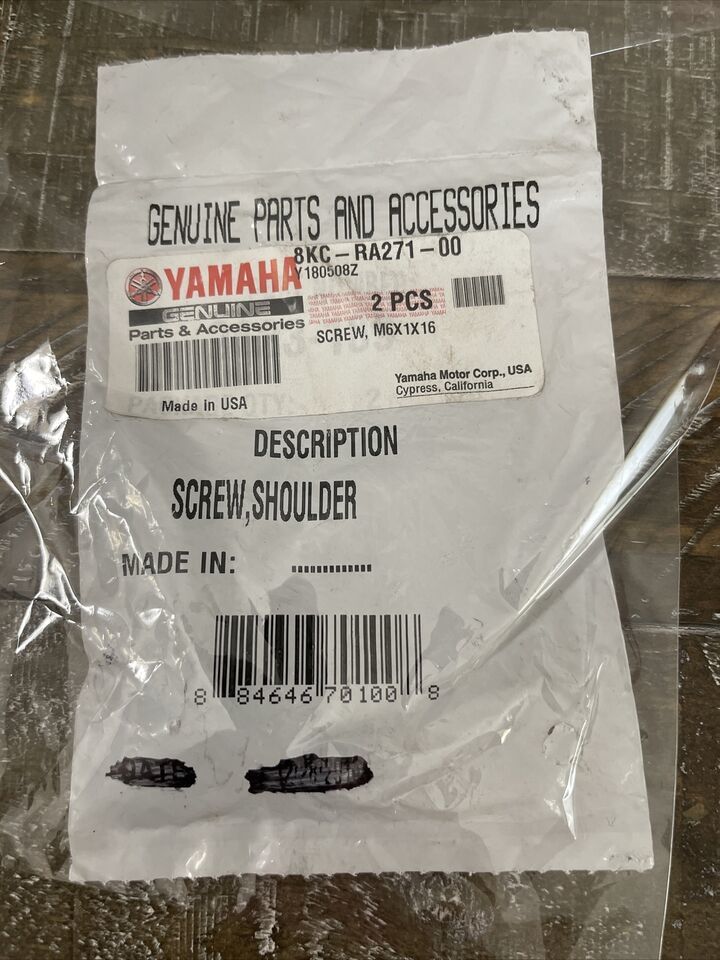 GENUINE PARTS AND ACCESSORIES
8KC-RA271-00
YAMAHA
Y180508Z
GENUINE
2 PCS
Parts & Accessories
SCREW, M6X1X16
Yamaha Motor Corp., USA
Cypress, California
Made in USA
DESCRIPTION
SCREW,SHOULDER
MADE IN: .............
8 84646 70100 8